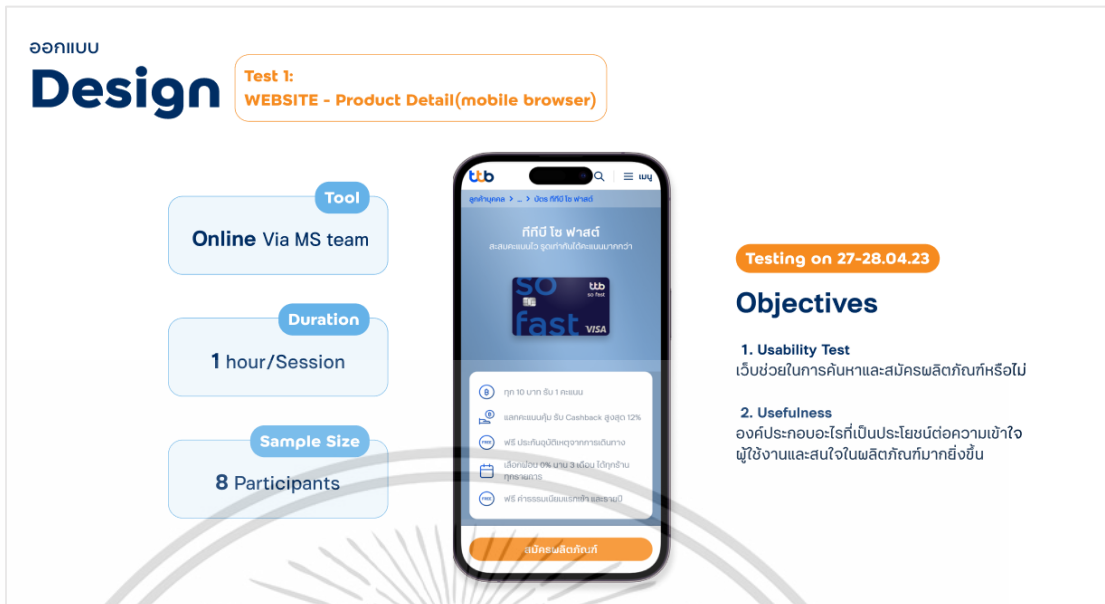 ออกแบบ
Design
Test 1:
WEBSITE - Product Detail(mobile browser)
Tool
Online Via MS team
Duration
1 hour/Session
Sample Size
8 Participants
ttb
เมนู
ลูกค้าบุคคล > ... > บัตร ทีทีบี โซ ฟาสต์
ทีทีบี โซ ฟาสต์
สะสมคะแนนไว รูดเท่ากันได้คะแนนมากกว่า
so
fast
ttb
so fast
VISA
ทุก 10 บาท รับ 1 คะแนน
แลกคะแนนคุ้ม รับ Cashback สูงสุด 12%
FREE
ฟรี ประกันอุบัติเหตุจากการเดินทาง
เลือกผ่อน 0% นาน 3 เดือน ได้ทุกร้าน
ทุกรายการ
FREE
ฟรี ค่าธรรมเนียมแรกเข้า และรายปี
สมัครผลิตภัณฑ์
Testing on 27-28.04.23
Objectives
1. Usability Test
เว็บช่วยในการค้นหาและสมัครผลิตภัณฑ์หรือไม่
2. Usefulness
องค์ประกอบอะไรที่เป็นประโยชน์ต่อความเข้าใจ
ผู้ใช้งานและสนใจในผลิตภัณฑ์มากยิ่งขึ้น